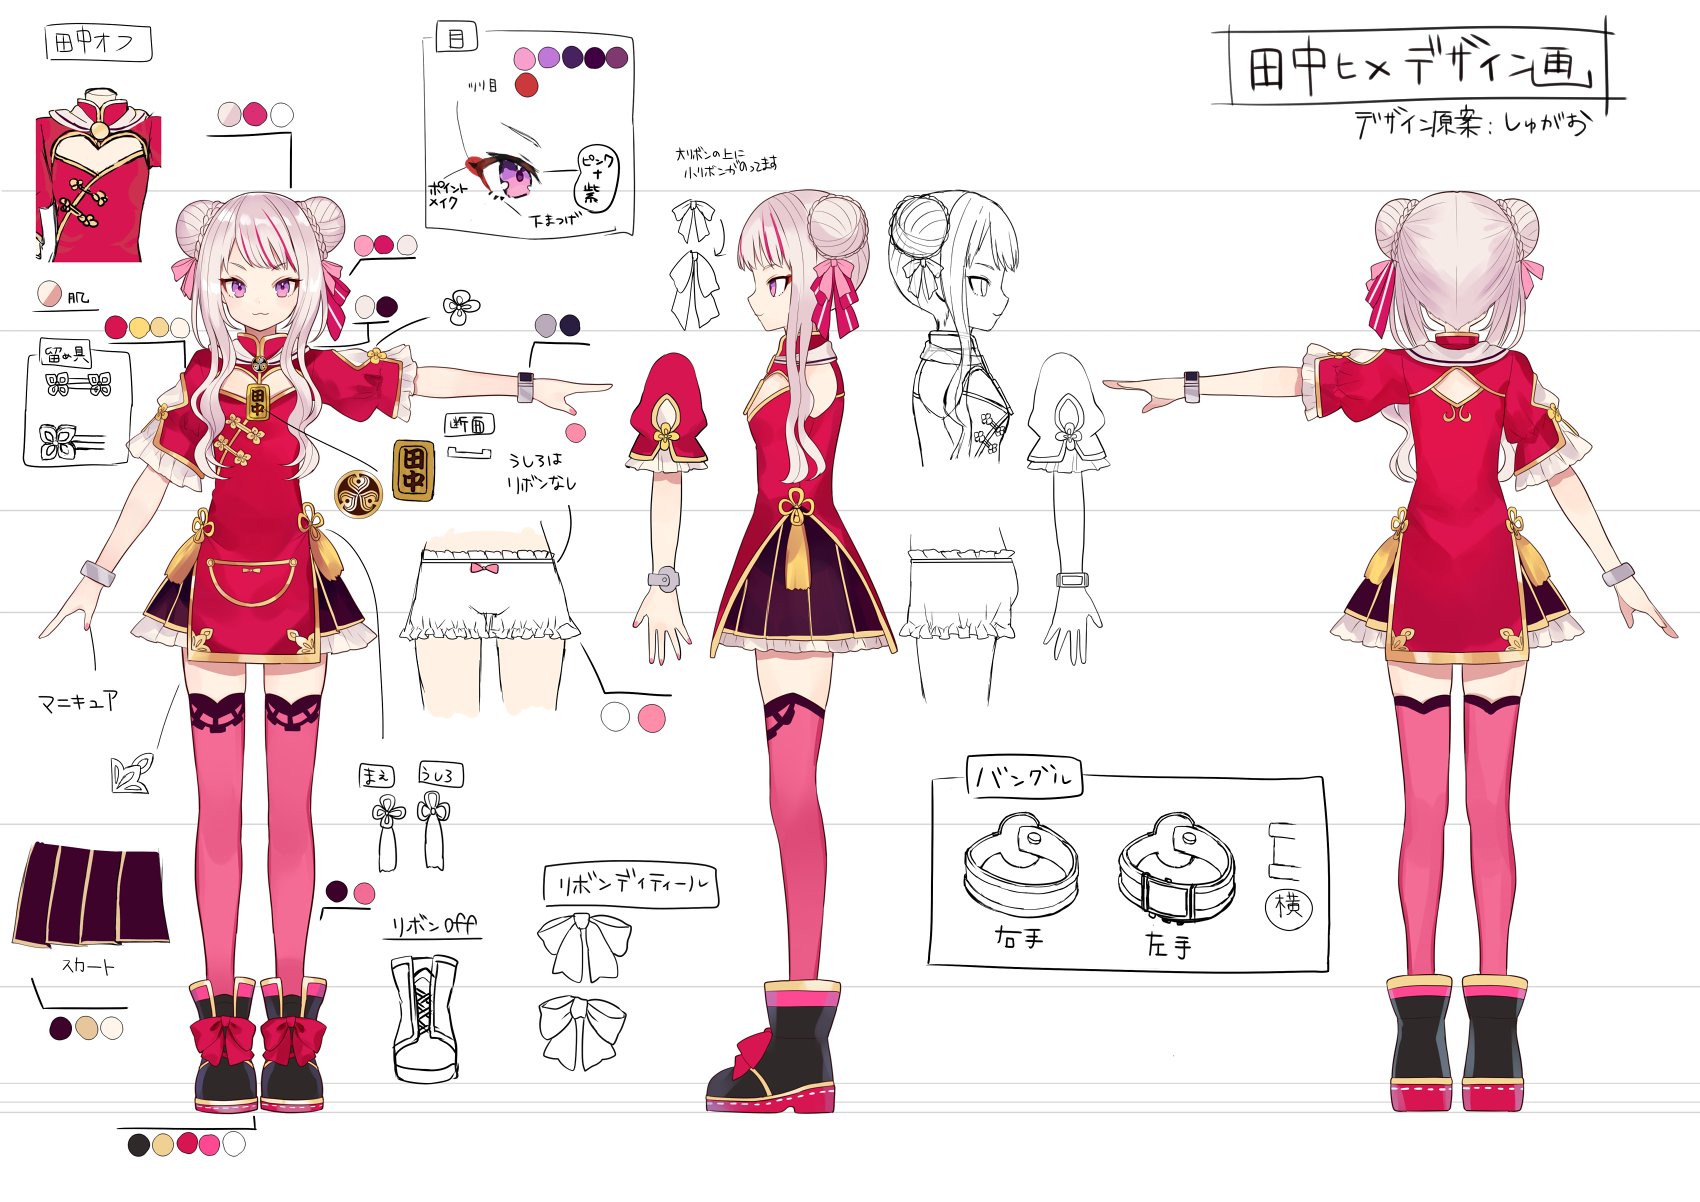 田中ヒメデザイン画
デザイン原案：しゅがお
田中オフ
目
ツリ目
ピンク
+
紫
ポイント
メイク
下まつげ
大リボンの上に
小リボンがのってます
肌
留め具
田中
田中
断面
うしろは
リボンなし
マニキュア
まえ
うしろ
スカート
リボンoff
リボンディティール
バングル
右手
左手
横